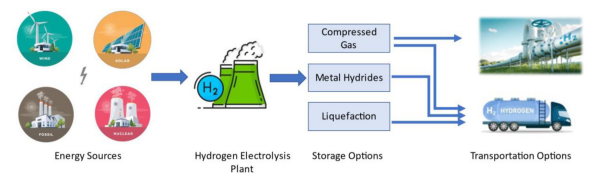 WIND
SOLAR
FOSSIL
NUCLEAR
H2
Compressed
Gas
Metal Hydrides
Liquefaction
H2 HYDROGEN
Energy Sources
Hydrogen Electrolysis
Plant
Storage Options
Transportation Options